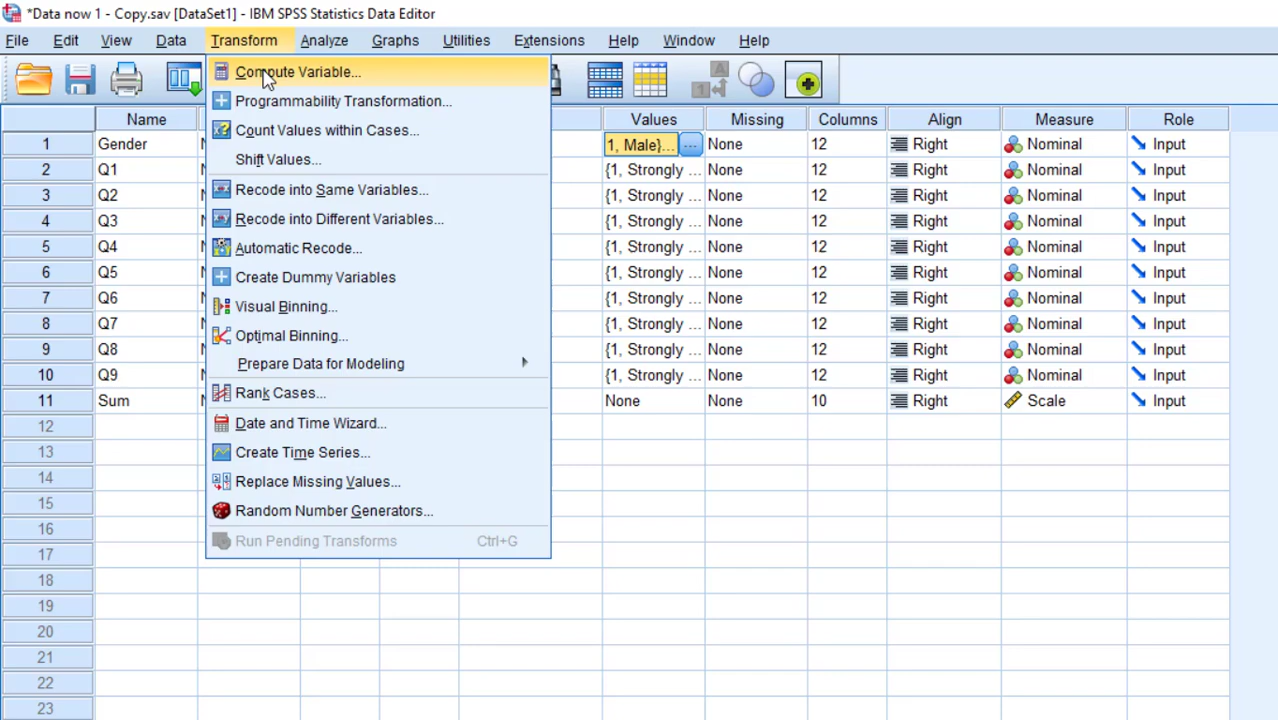 *Data now 1 - Copy.sav [DataSet1] - IBM SPSS Statistics Data Editor
File Edit View Data Transform Analyze Graphs Utilities Extensions Help Window Help
Compute Variable...
Programmability Transformation...
Count Values within Cases...
Shift Values...
Recode into Same Variables...
Recode into Different Variables...
Automatic Recode...
Create Dummy Variables
Visual Binning...
Optimal Binning...
Prepare Data for Modeling
Rank Cases...
Date and Time Wizard...
Create Time Series...
Replace Missing Values...
Random Number Generators...
Run Pending Transforms Ctrl+G
Name Values Missing Columns Align Measure Role
1 Gender 1, Male}... None 12 Right Nominal Input
2 Q1 {1, Strongly ... None 12 Right Nominal Input
3 Q2 {1, Strongly ... None 12 Right Nominal Input
4 Q3 {1, Strongly ... None 12 Right Nominal Input
5 Q4 {1, Strongly ... None 12 Right Nominal Input
6 Q5 {1, Strongly ... None 12 Right Nominal Input
7 Q6 {1, Strongly ... None 12 Right Nominal Input
8 Q7 {1, Strongly ... None 12 Right Nominal Input
9 Q8 {1, Strongly ... None 12 Right Nominal Input
10 Q9 {1, Strongly ... None 12 Right Nominal Input
11 Sum None None 10 Right Scale Input
12
13
14
15
16
17
18
19
20
21
22
23